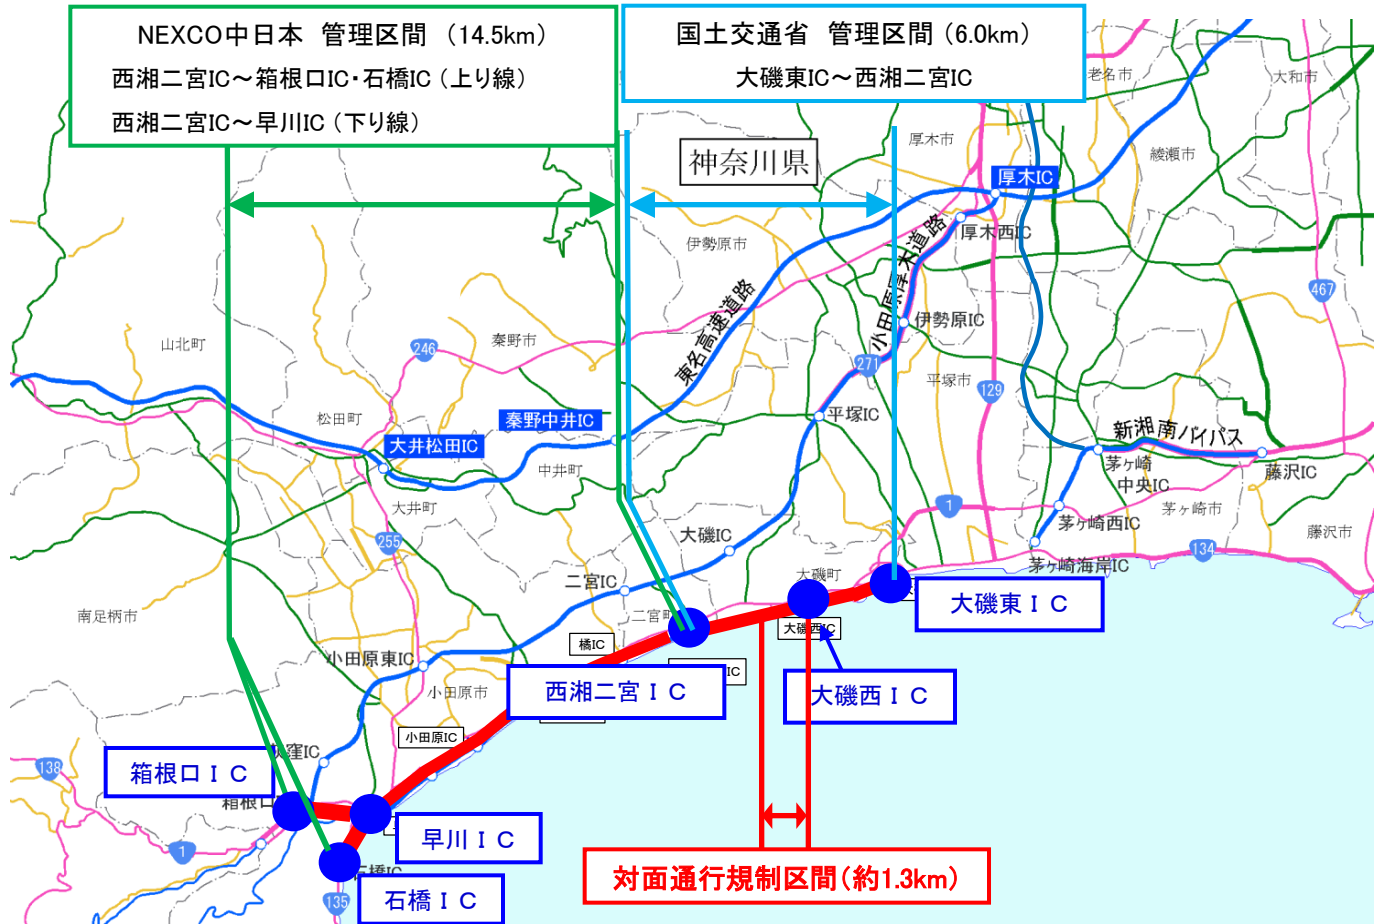 NEXCO中日本 管理区間 （14.5km）
西湘二宮IC～箱根口IC・石橋IC（上り線）
西湘二宮IC～早川IC（下り線）
国土交通省 管理区間（6.0km）
大磯東IC～西湘二宮IC
神奈川県
老名市
大和市
厚木市
綾瀬市
厚木IC
厚木西IC
伊勢原市
小田原厚木道路
東名高速道路
467
伊勢原IC
山北町
246
秦野市
271
平塚市
129
松田町
秦野中井IC
平塚IC
大井松田IC
新湘南バイパス
中井町
茅ヶ崎
中央IC
藤沢IC
大井町
1
茅ヶ崎西IC
茅ヶ崎市
藤沢市
255
大磯IC
134
茅ヶ崎海岸IC
二宮IC
大磯町
南足柄市
二宮町
大磯東ＩＣ
大磯西IC
橘IC
小田原東IC
IC
西湘二宮ＩＣ
大磯西ＩＣ
小田原市
小田原IC
窪IC
138
箱根口ＩＣ
箱根口
1
早川ＩＣ
石橋IC
対面通行規制区間（約1.3km）
135
石橋ＩＣ